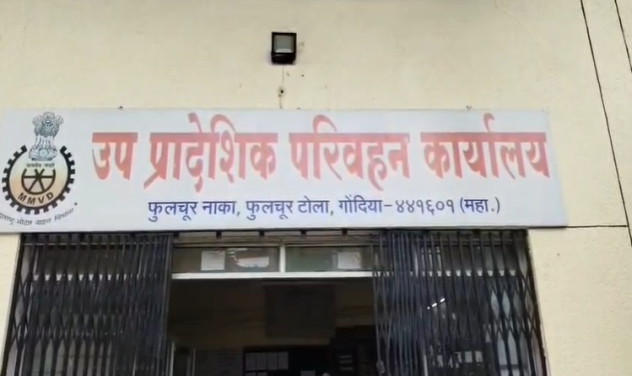 उप प्रादेशिक परिवहन कार्यालय
फुलचूर नाका, फुलचूर टोला, गोंदिया-४४१६०१ (महा.)
MMVD